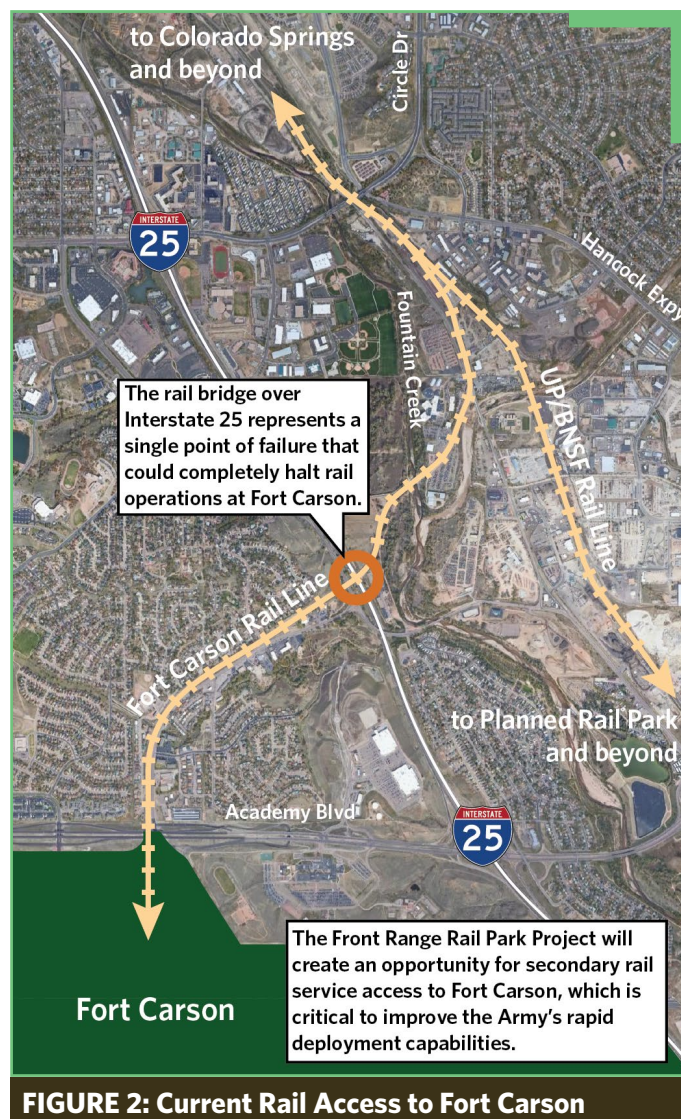 to Colorado Springs
and beyond
Circle Dr
INTERSTATE
25
Hancock Expy
Fountain Creek
UP/BNSF Rail Line
The rail bridge over
Interstate 25 represents a
single point of failure that
could completely halt rail
operations at Fort Carson.
Fort Carson Rail Line
to Planned Rail Park
and beyond
Academy Blvd
INTERSTATE
25
The Front Range Rail Park Project will
create an opportunity for secondary rail
service access to Fort Carson, which is
critical to improve the Army's rapid
deployment capabilities.
Fort Carson
FIGURE 2: Current Rail Access to Fort Carson